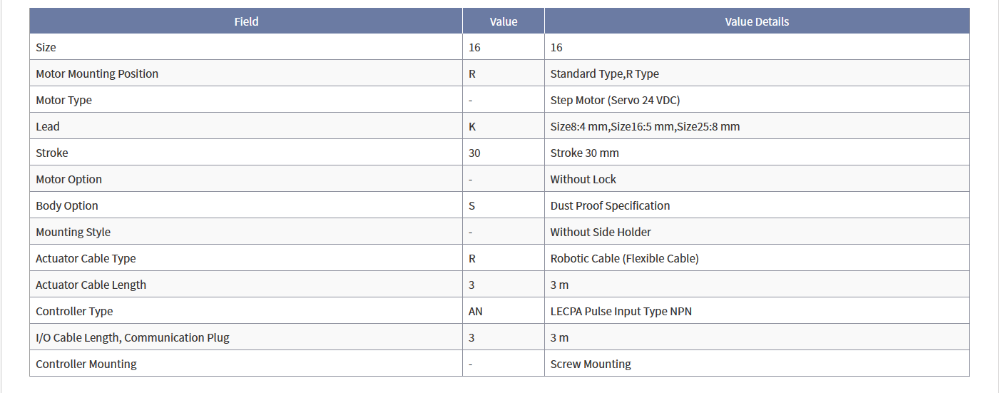 Field Value Value Details
Size 16 16
Motor Mounting Position R Standard Type,R Type
Motor Type - Step Motor (Servo 24 VDC)
Lead K Size8:4 mm,Size16:5 mm,Size25:8 mm
Stroke 30 Stroke 30 mm
Motor Option - Without Lock
Body Option S Dust Proof Specification
Mounting Style - Without Side Holder
Actuator Cable Type R Robotic Cable (Flexible Cable)
Actuator Cable Length 3 3 m
Controller Type AN LECPA Pulse Input Type NPN
I/O Cable Length, Communication Plug 3 3 m
Controller Mounting - Screw Mounting